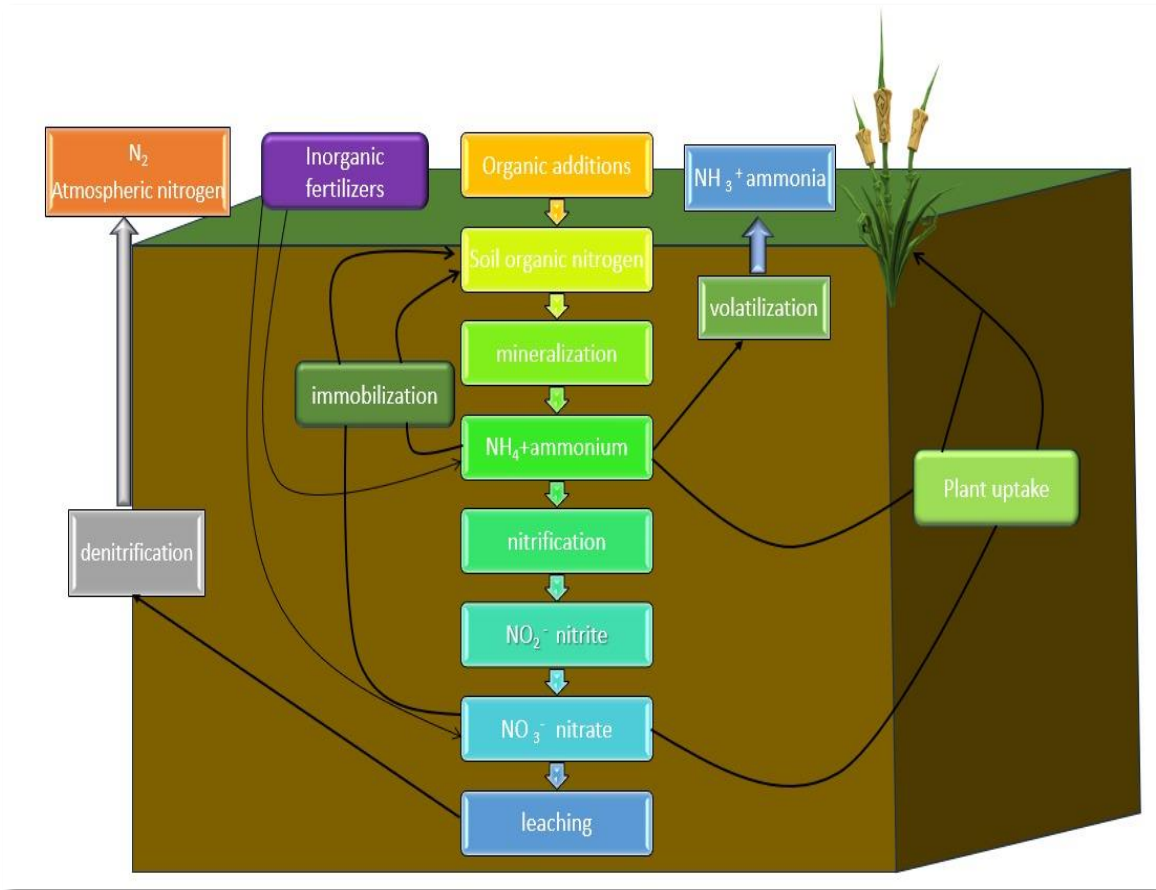 N₂
Atmospheric nitrogen
Inorganic
fertilizers
Organic additions
NH ₃⁺ ammonia
Soil organic nitrogen
volatilization
mineralization
immobilization
NH₄+ammonium
Plant uptake
nitrification
denitrification
NO₂⁻ nitrite
NO ₃⁻ nitrate
leaching